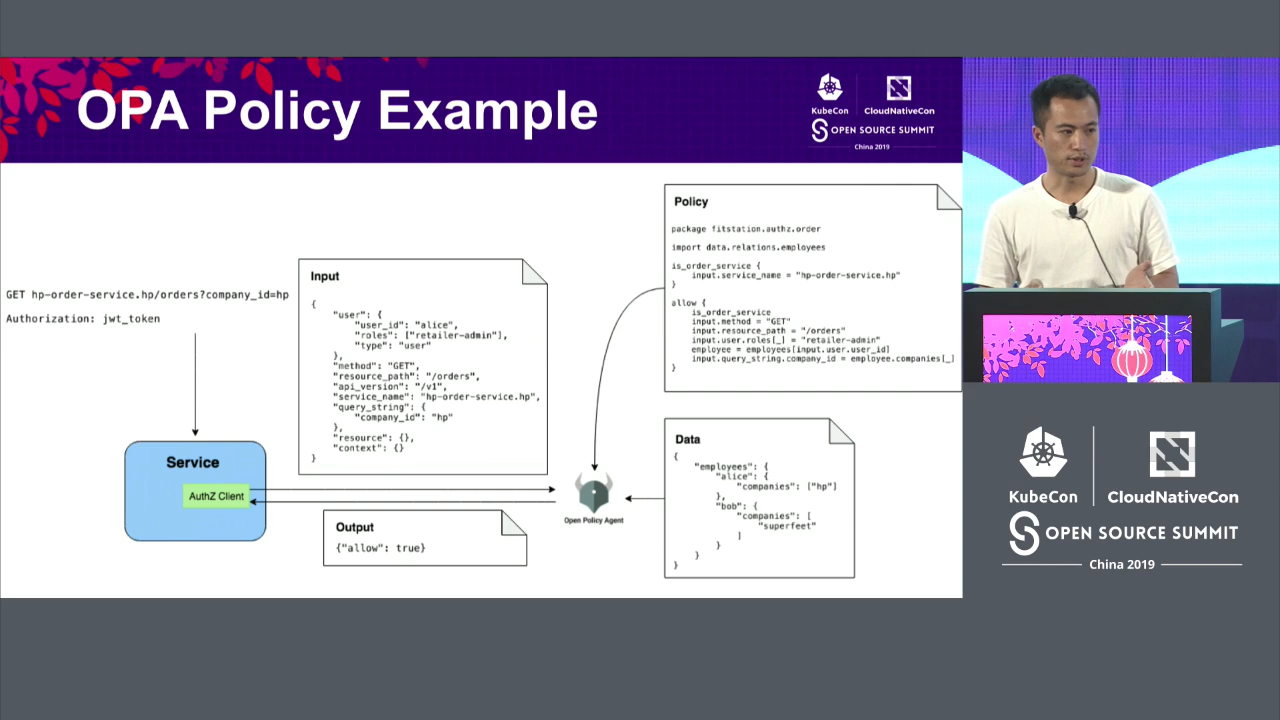 OPA Policy Example
KubeCon
CloudNativeCon
OPEN SOURCE SUMMIT
China 2019
GET hp-order-service.hp/orders?company_id=hp
Authorization: jwt_token
Service
AuthZ Client
Input
{
"user": {
"user_id": "alice",
"roles": ["retailer-admin"],
"type": "user"
},
"method": "GET",
"resource_path": "/orders",
"api_version": "/v1",
"service_name": "hp-order-service.hp",
"query_string": {
"company_id": "hp"
},
"resource": {},
"context": {}
}
Output
{"allow": true}
Open Policy Agent
Policy
package fitstation.authz.order
import data.relations.employees
is_order_service {
input.service_name = "hp-order-service.hp"
}
allow {
is_order_service
input.method = "GET"
input.resource_path = "/orders"
input.user.roles[_] = "retailer-admin"
employee = employees[input.user.user_id]
input.query_string.company_id = employee.companies[_]
}
Data
{
"employees": {
"alice": {
"companies": ["hp"]
},
"bob": {
"companies": [
"superfeet"
]
}
}
}
KubeCon
CloudNativeCon
OPEN SOURCE SUMMIT
China 2019